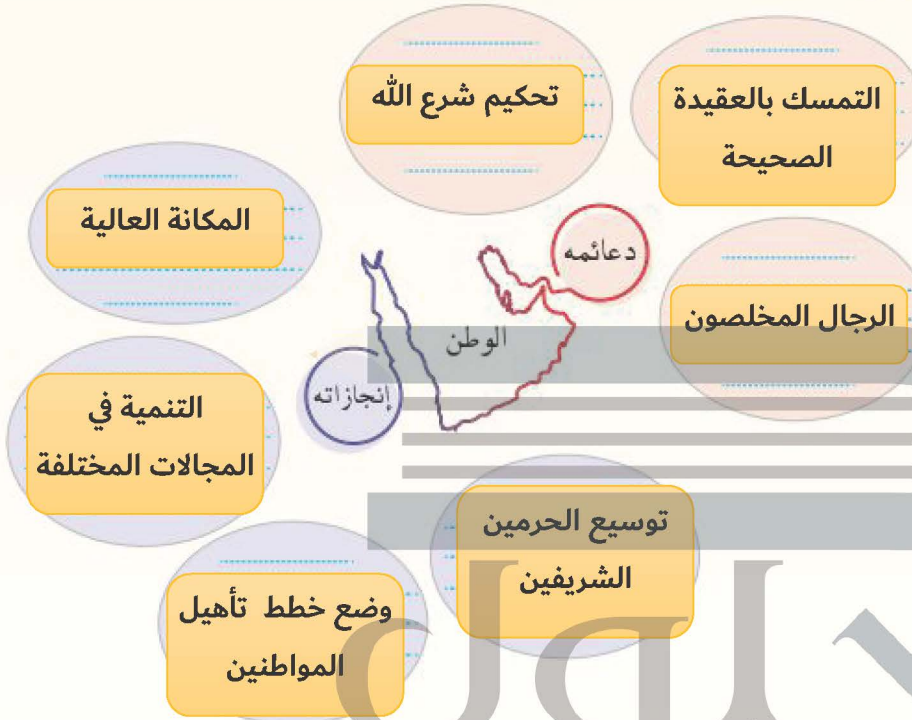 التمسك بالعقيدة
الصحيحة
تحكيم شرع الله
المكانة العالية
دعائمه
الرجال المخلصون
الوطن
إنجازاته
التنمية في
المجالات المختلفة
توسيع الحرمين
الشريفين
وضع خطط تأهيل
المواطنين